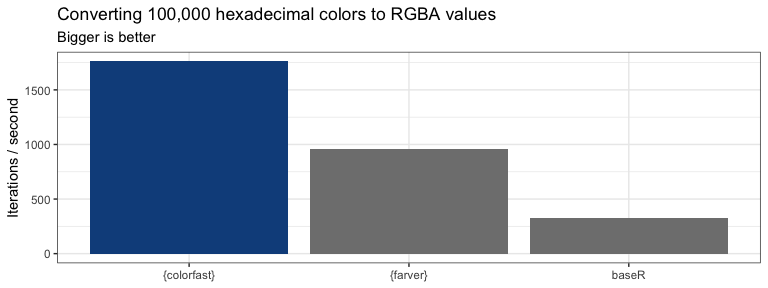 Converting 100,000 hexadecimal colors to RGBA values
Bigger is better
Iterations / second
1500
1000
500
0
{colorfast}
{farver}
baseR